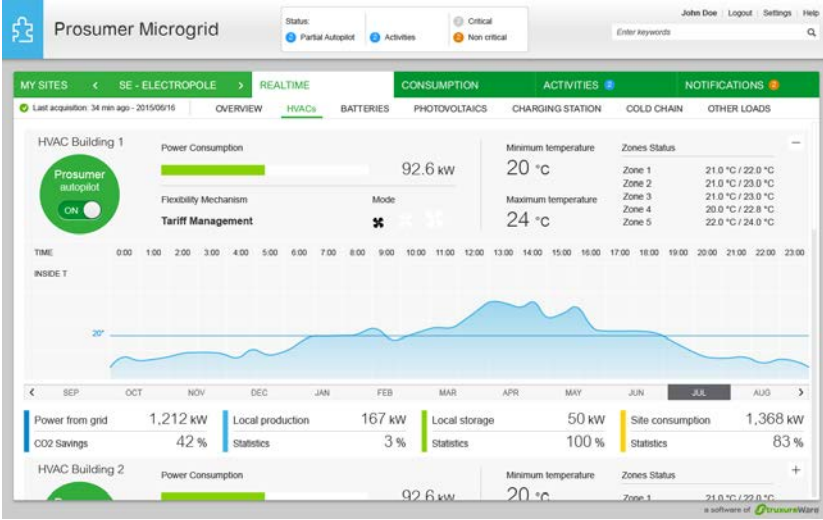 John Doe Logout Settings Help
Prosumer Microgrid
Status:
2 Partial Autopilot 2 Activities
Critical
2 Non critical
Enter keywords
MY SITES < SE - ELECTROPOLE > REALTIME CONSUMPTION ACTIVITIES 2 NOTIFICATIONS 2
Last acquisition: 34 min ago - 2015/06/16 OVERVIEW HVACs BATTERIES PHOTOVOLTAICS CHARGING STATION COLD CHAIN OTHER LOADS
HVAC Building 1
Prosumer
autopilot
ON
Power Consumption
92.6 kW
Flexibility Mechanism
Tariff Management
Mode
Minimum temperature
20 °C
Maximum temperature
24 °C
Zones Status
Zone 1 21.0 °C / 22.0 °C
Zone 2 21.0 °C / 23.0 °C
Zone 3 21.0 °C / 23.0 °C
Zone 4 20.0 °C / 22.8 °C
Zone 5 22.0 °C / 24.0 °C
TIME 0:00 1:00 2:00 3:00 4:00 5:00 6:00 7:00 8:00 9:00 10:00 11:00 12:00 13:00 14:00 15:00 16:00 17:00 18:00 19:00 20:00 21:00 22:00 23:00
INSIDE T
20°
< SEP OCT NOV DEC JAN FEB MAR APR MAY JUN JUL AUG >
Power from grid 1,212 kW Local production 167 kW Local storage 50 kW Site consumption 1,368 kW
CO2 Savings 42 % Statistics 3 % Statistics 100 % Statistics 83 %
HVAC Building 2
Power Consumption
92.6 kW
Minimum temperature
20 °C
Zones Status
Zone 1 21.0 °C / 22.0 °C
a software of StruxureWare